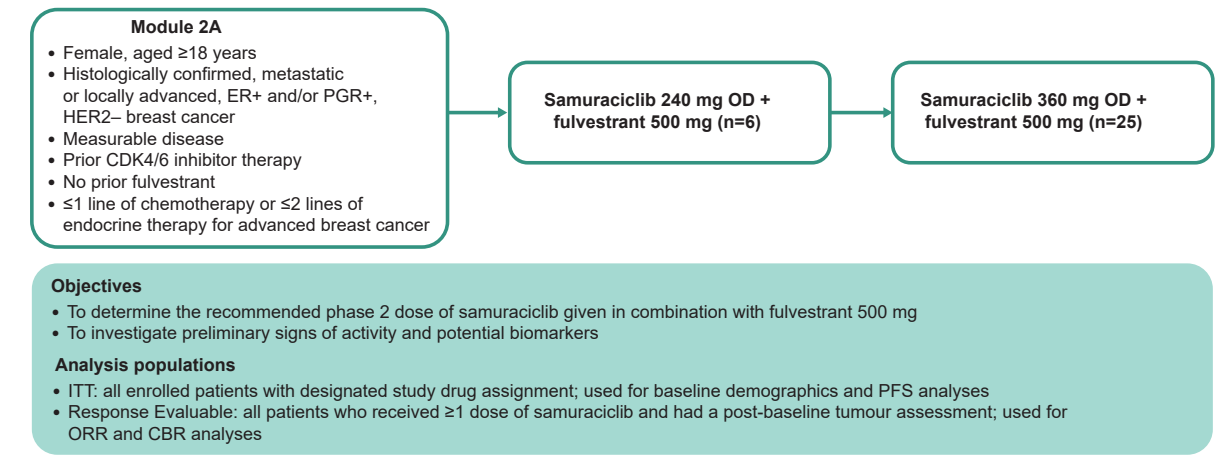 Module 2A
• Female, aged ≥18 years
• Histologically confirmed, metastatic
or locally advanced, ER+ and/or PGR+,
HER2– breast cancer
• Measurable disease
• Prior CDK4/6 inhibitor therapy
• No prior fulvestrant
• ≤1 line of chemotherapy or ≤2 lines of
endocrine therapy for advanced breast cancer
Samuraciclib 240 mg OD +
fulvestrant 500 mg (n=6)
Samuraciclib 360 mg OD +
fulvestrant 500 mg (n=25)
Objectives
• To determine the recommended phase 2 dose of samuraciclib given in combination with fulvestrant 500 mg
• To investigate preliminary signs of activity and potential biomarkers
Analysis populations
• ITT: all enrolled patients with designated study drug assignment; used for baseline demographics and PFS analyses
• Response Evaluable: all patients who received ≥1 dose of samuraciclib and had a post-baseline tumour assessment; used for
ORR and CBR analyses